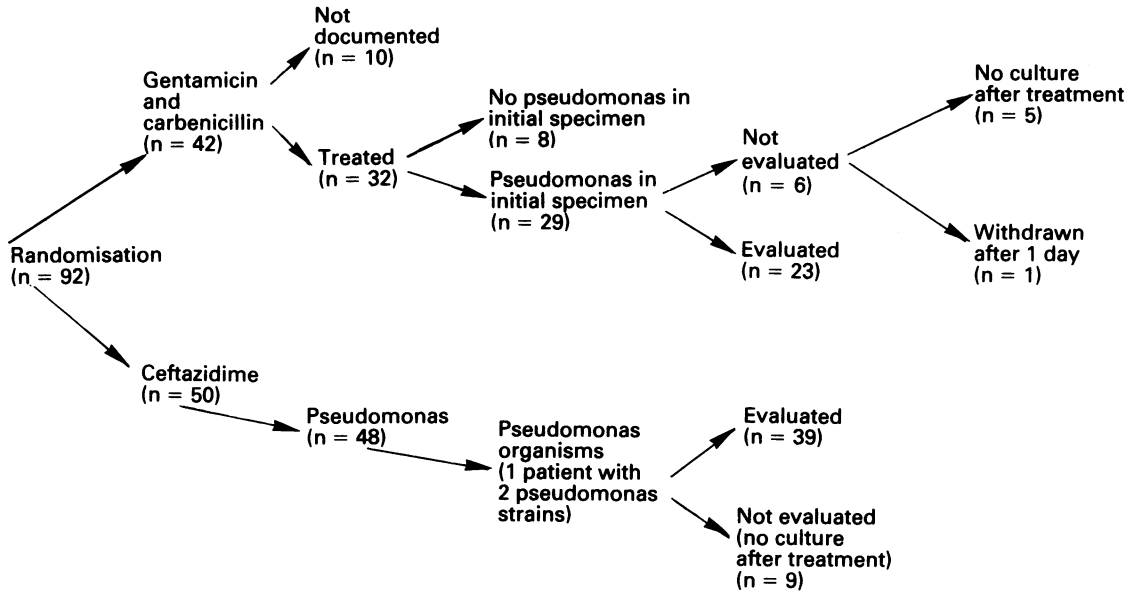 Not
documented
(n = 10)
Gentamicin
and
carbenicillin
(n = 42)
No pseudomonas in
initial specimen
(n = 8)
No culture
after treatment
(n = 5)
Not
evaluated
(n = 6)
Treated
(n = 32)
Pseudomonas in
initial specimen
(n = 29)
Withdrawn
after 1 day
(n = 1)
Evaluated
(n = 23)
Randomisation
(n = 92)
Ceftazidime
(n = 50)
Pseudomonas
(n = 48)
Pseudomonas
organisms
(1 patient with
2 pseudomonas
strains)
Evaluated
(n = 39)
Not evaluated
(no culture
after treatment)
(n = 9)